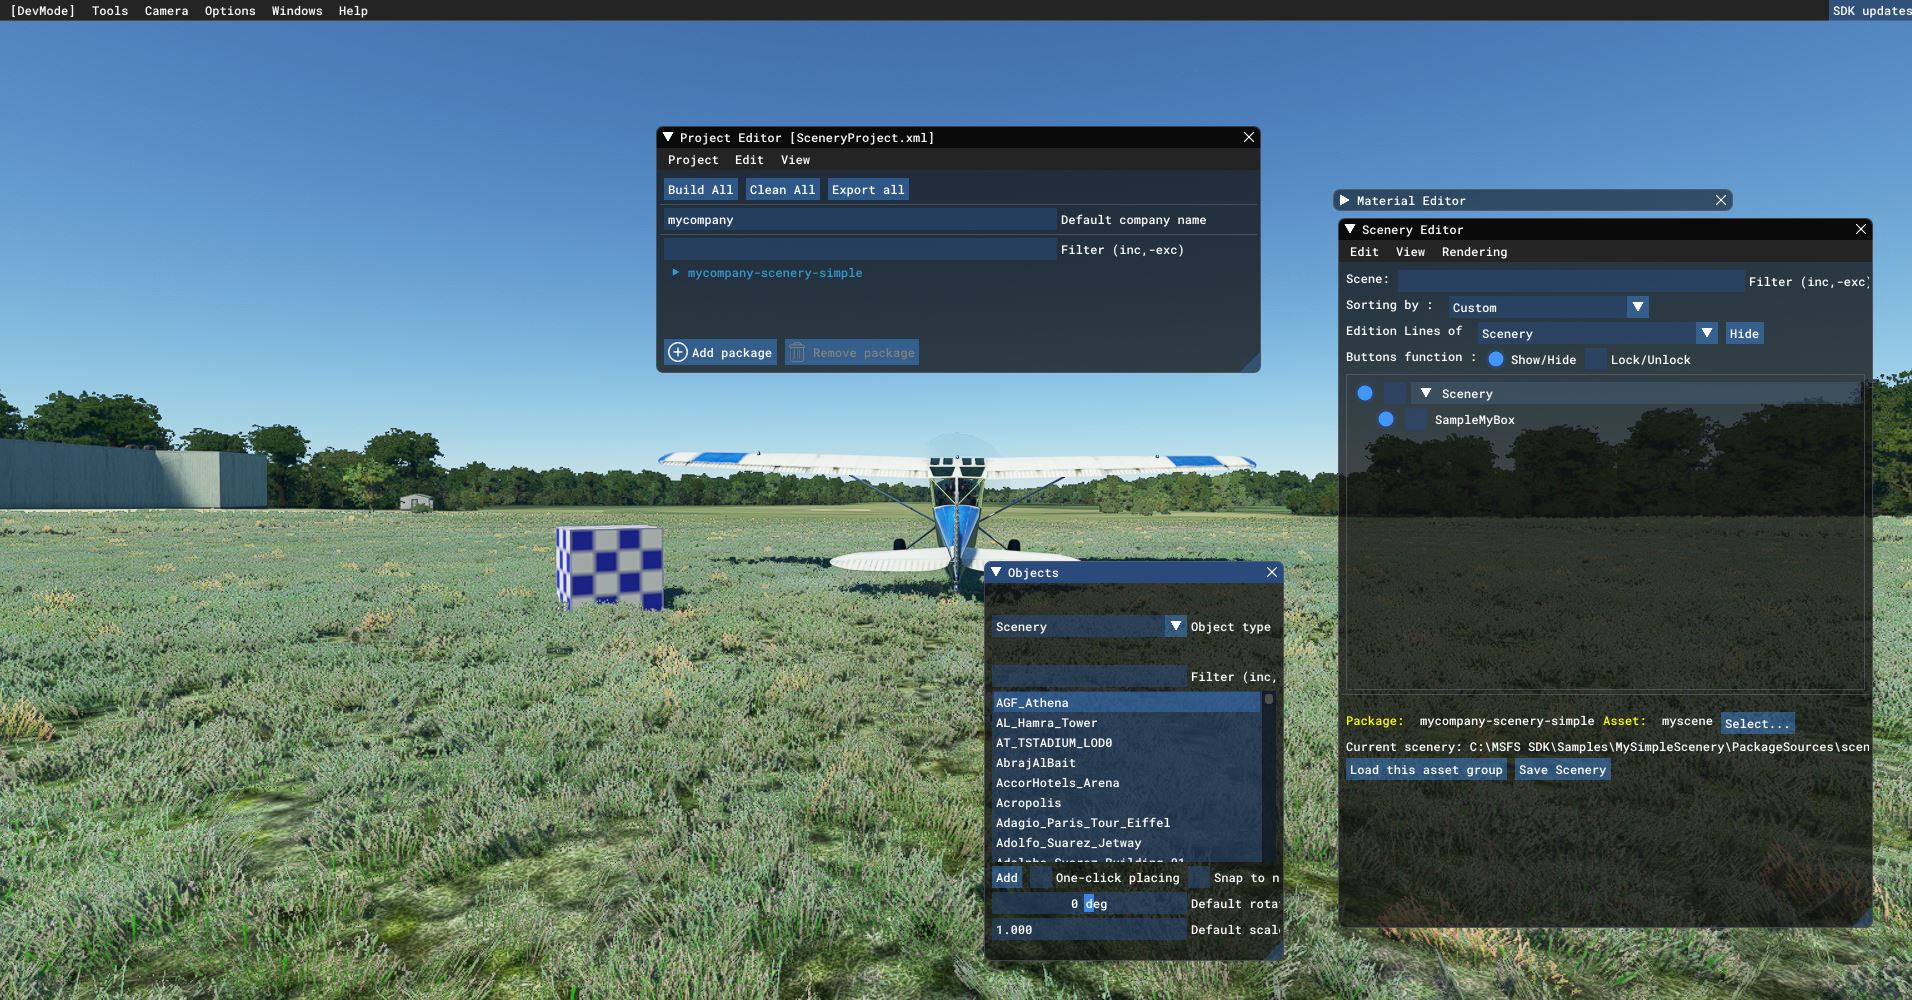 [DevMode] Tools Camera Options Windows Help SDK updates
Project Editor [SceneryProject.xml]
Project Edit View
Build All Clean All Export all
mycompany Default company name
Filter (inc,-exc)
mycompany-scenery-simple
Add package Remove package
Material Editor
Scenery Editor
Edit View Rendering
Scene: Filter (inc,-exc)
Sorting by : Custom
Edition Lines of Scenery Hide
Buttons function : Show/Hide Lock/Unlock
Scenery
SampleMyBox
Package: mycompany-scenery-simple Asset: myscene Select...
Current scenery: C:\MSFS SDK\Samples\MySimpleScenery\PackageSources\scen
Load this asset group Save Scenery
Objects
Scenery Object type
Filter (inc,
AGF_Athena
AL_Hamra_Tower
AT_TSTADIUM_LOD0
AbrajAlBait
AccorHotels_Arena
Acropolis
Adagio_Paris_Tour_Eiffel
Adolfo_Suarez_Jetway
Add One-click placing Snap to n
0 deg Default rota
1.000 Default scal